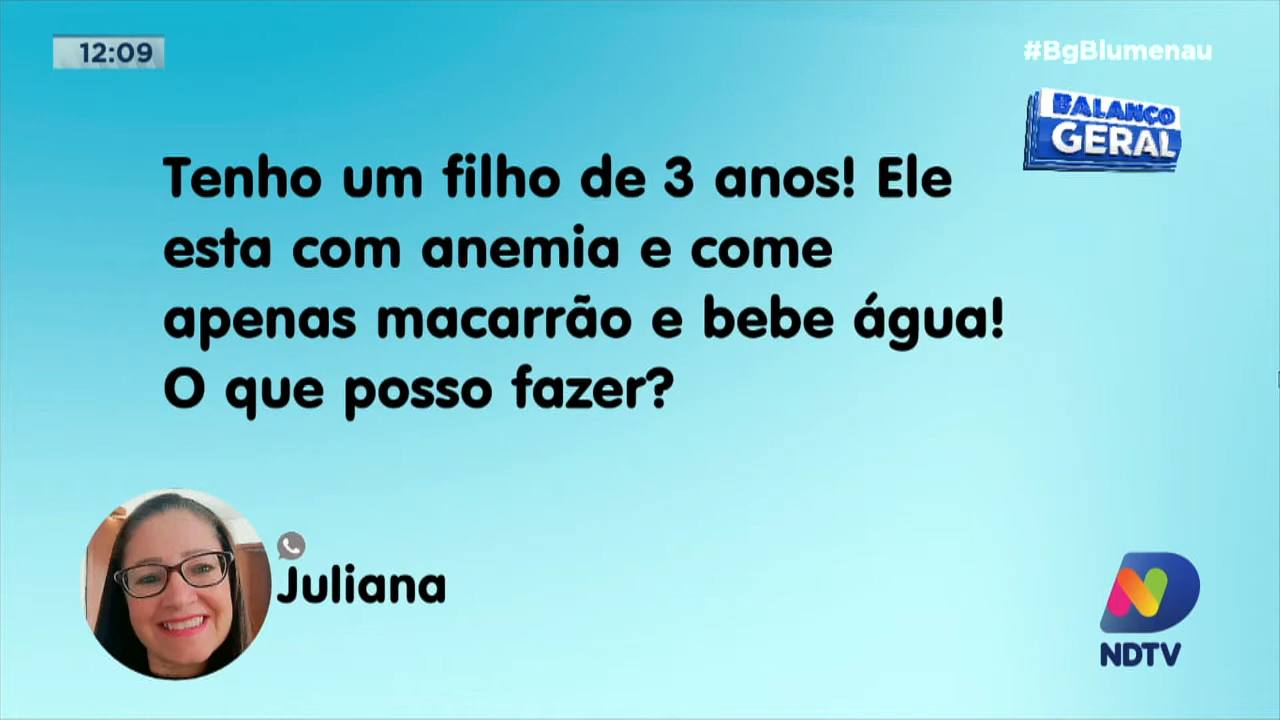 12:09
#BgBlumenau
BALANÇO
GERAL
Tenho um filho de 3 anos! Ele
esta com anemia e come
apenas macarrão e bebe água!
O que posso fazer?
Juliana
NDTV